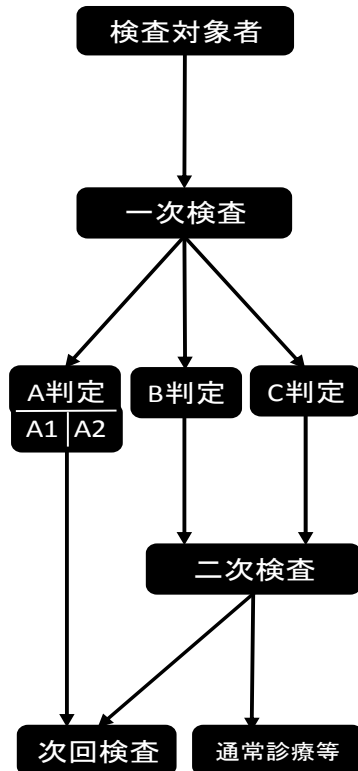 検査対象者
一次検査
A判定
A1 A2
B判定
C判定
二次検査
次回検査
通常診療等